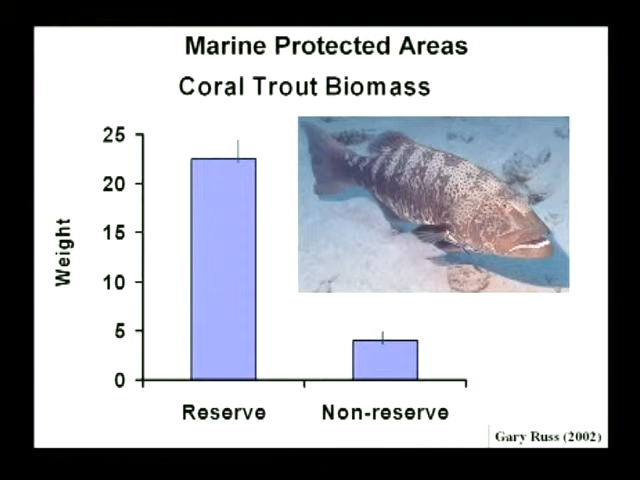 Marine Protected Areas
Coral Trout Biomass
25
20
15
10
5
0
Weight
Reserve
Non-reserve
Gary Russ (2002)